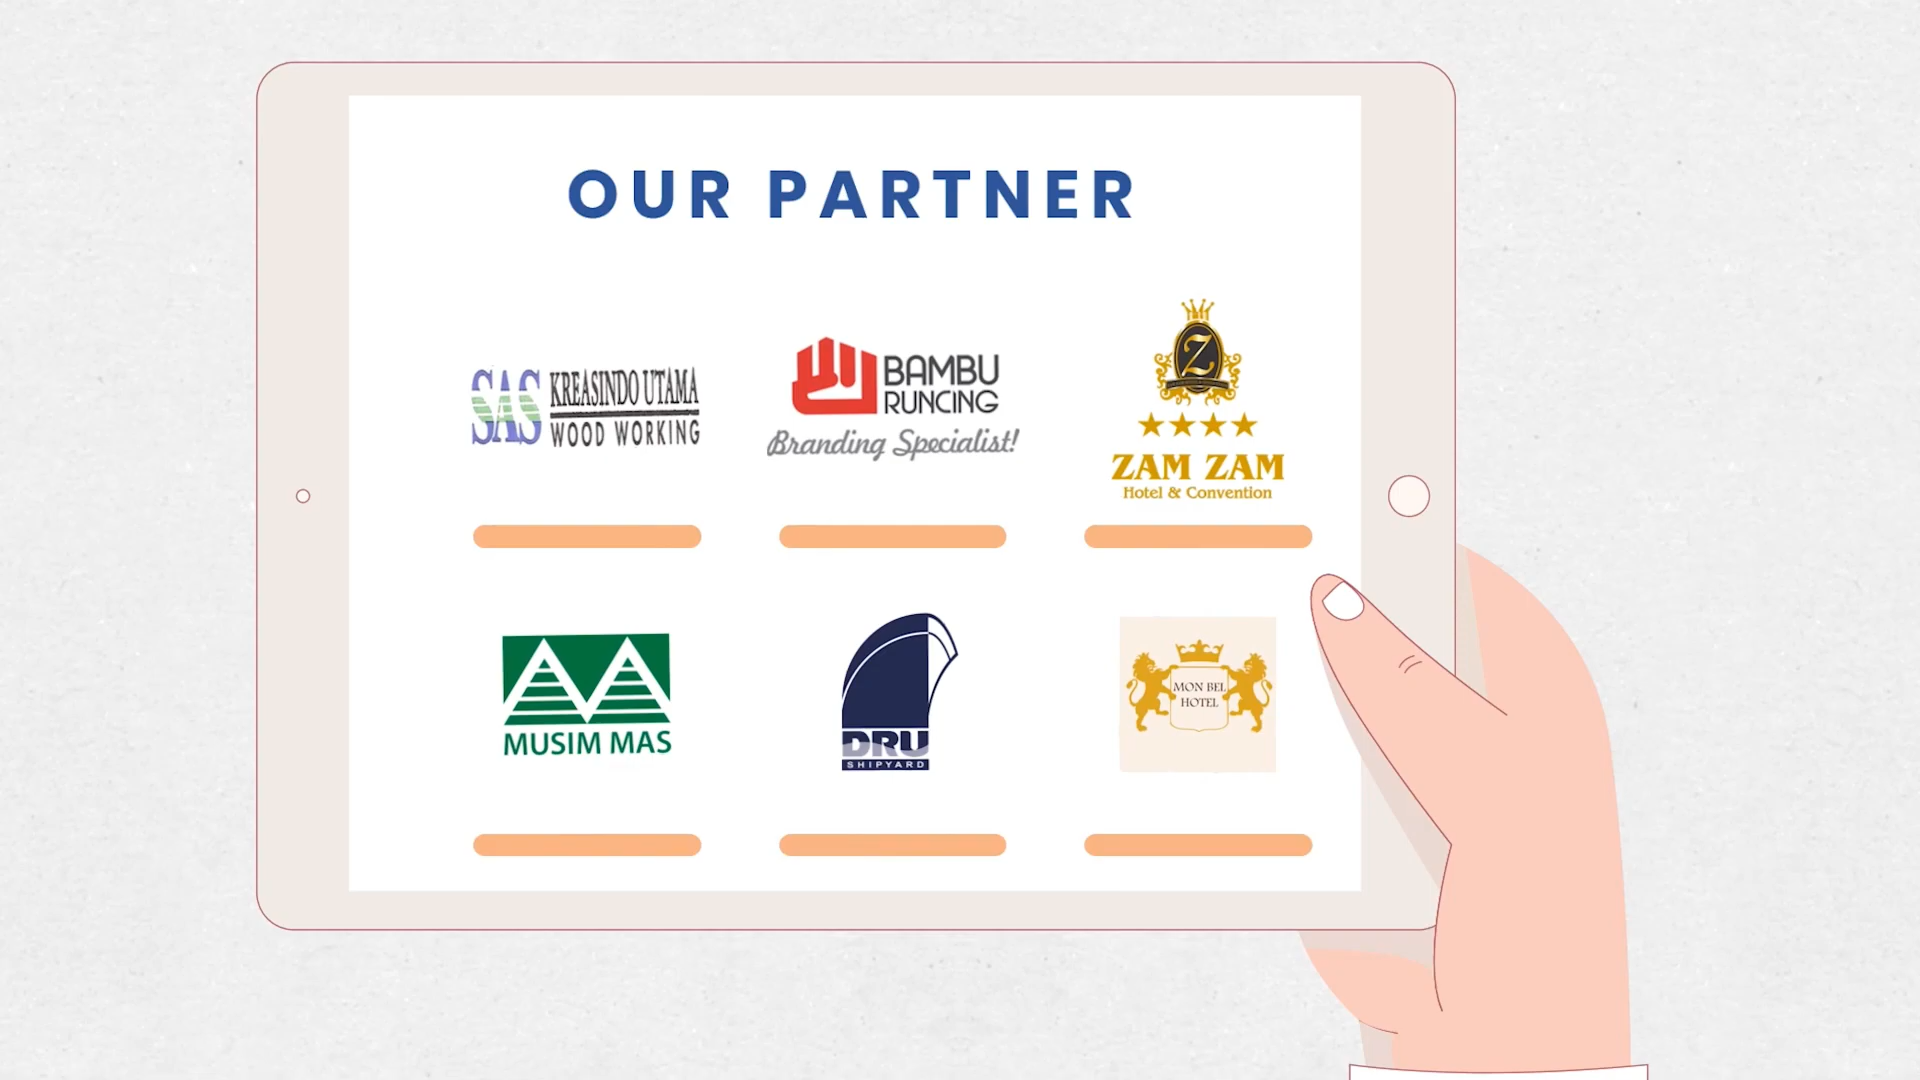 OUR PARTNER
SAS KREASINDO UTAMA
WOOD WORKING
BAMBU
RUNCING
Branding Specialist!
Z
ZAM ZAM
Hotel & Convention
MUSIM MAS
DRU
SHIPYARD
MON BEL
HOTEL